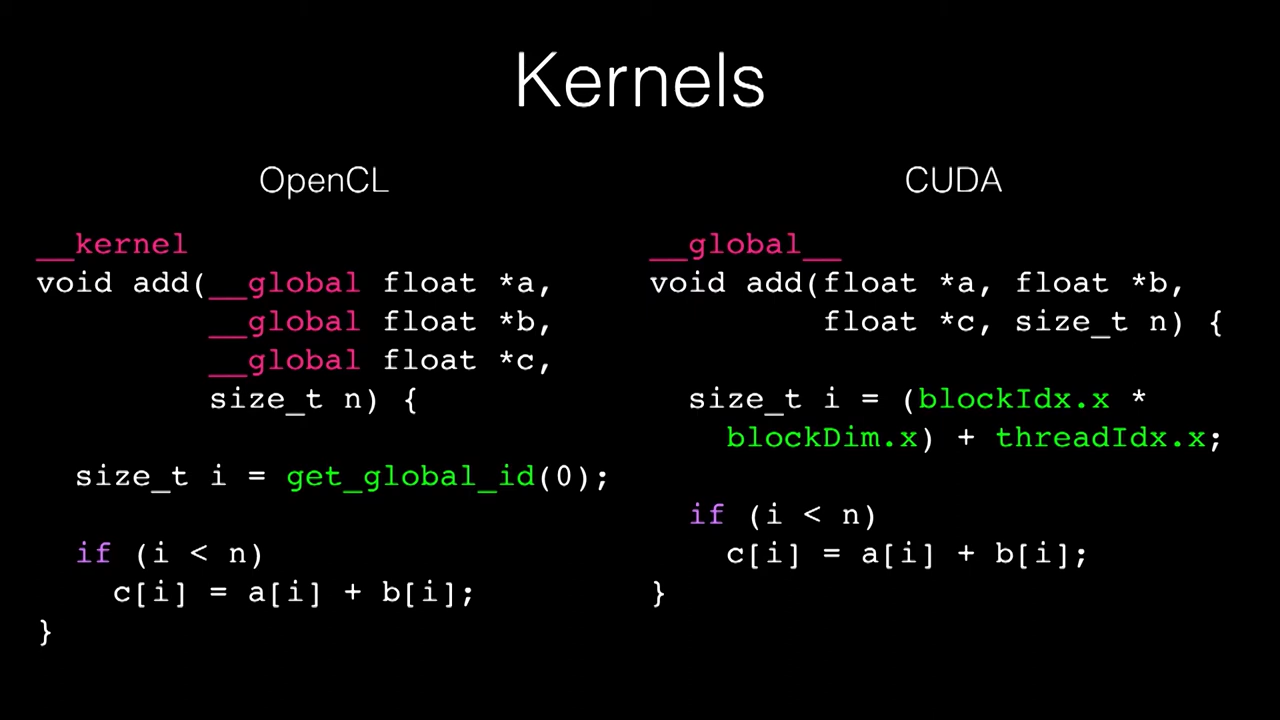 Kernels
OpenCL
__kernel
void add(__global float *a,
__global float *b,
__global float *c,
size_t n) {
size_t i = get_global_id(0);
if (i < n)
c[i] = a[i] + b[i];
}
CUDA
__global__
void add(float *a, float *b,
float *c, size_t n) {
size_t i = (blockIdx.x *
blockDim.x) + threadIdx.x;
if (i < n)
c[i] = a[i] + b[i];
}